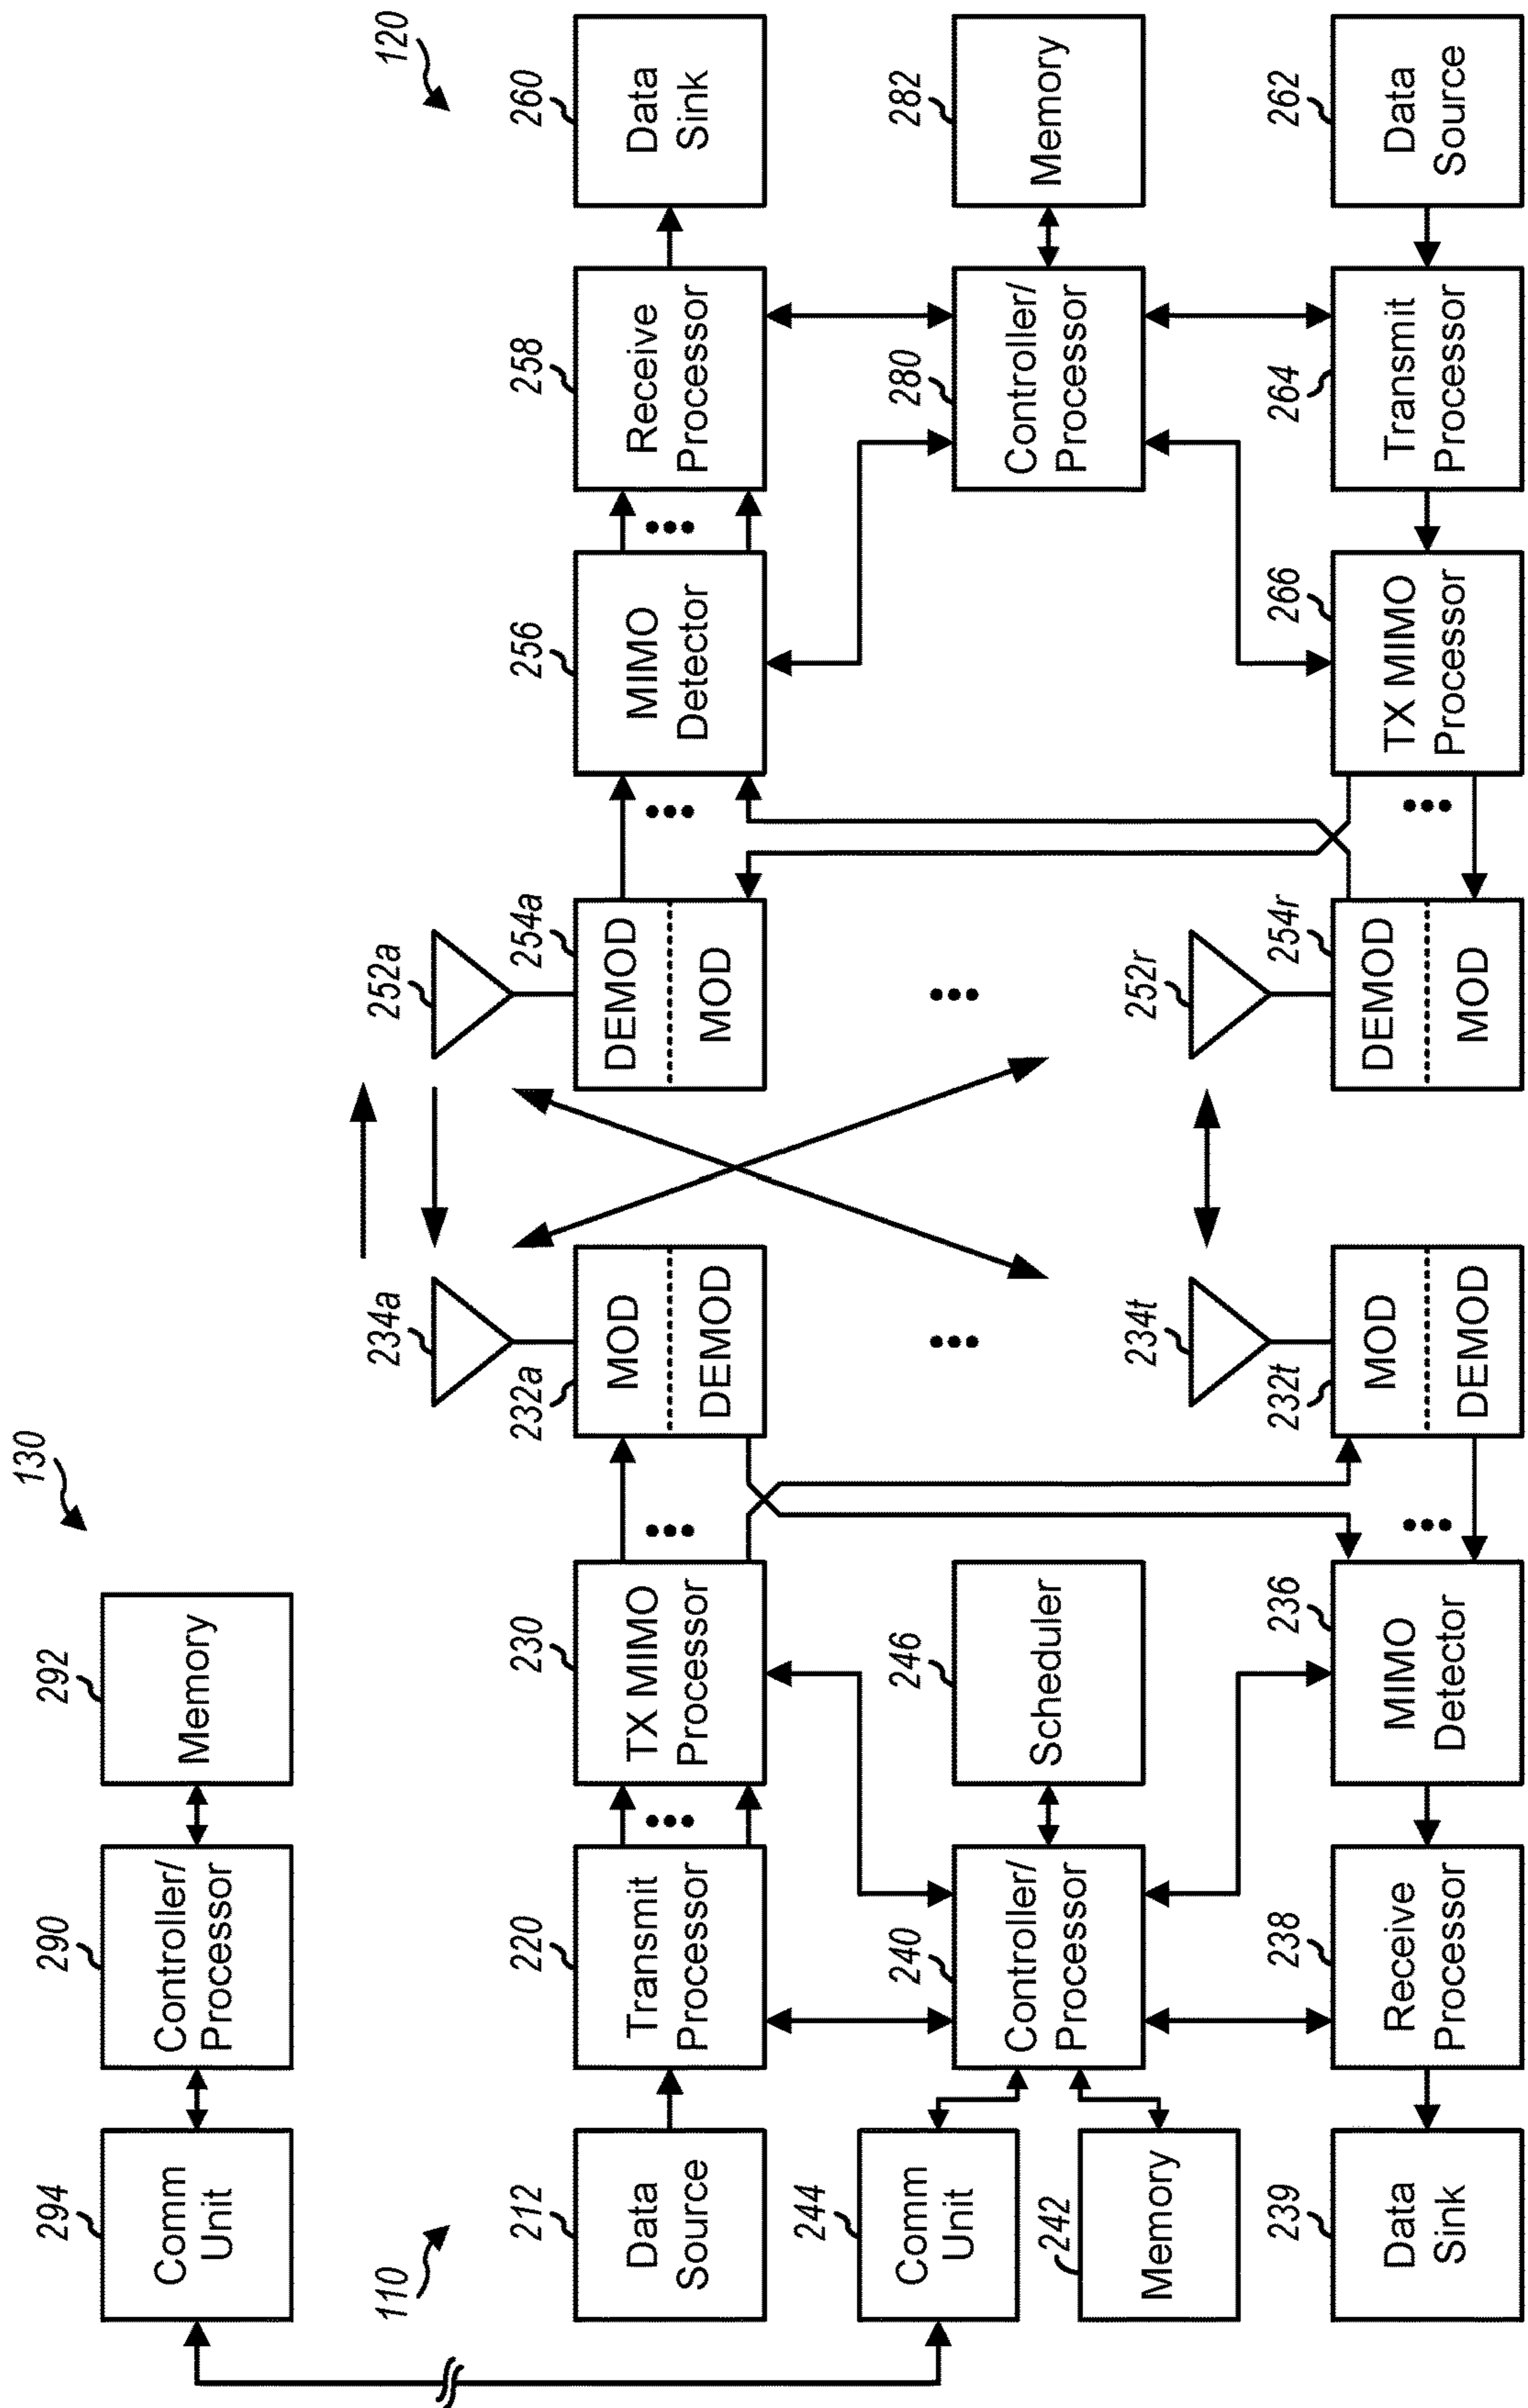 130
294
Comm
Unit
290
Controller/
Processor
292
Memory
110
120
212
Data
Source
220
Transmit
Processor
230
TX MIMO
Processor
232a
MOD
DEMOD
234a
252a
254a
DEMOD
MOD
256
MIMO
Detector
258
Receive
Processor
260
Data
Sink
244
Comm
Unit
242
Memory
240
Controller/
Processor
246
Scheduler
280
Controller/
Processor
282
Memory
239
Data
Sink
238
Receive
Processor
236
MIMO
Detector
232t
MOD
DEMOD
234t
252r
254r
DEMOD
MOD
266
TX MIMO
Processor
264
Transmit
Processor
262
Data
Source